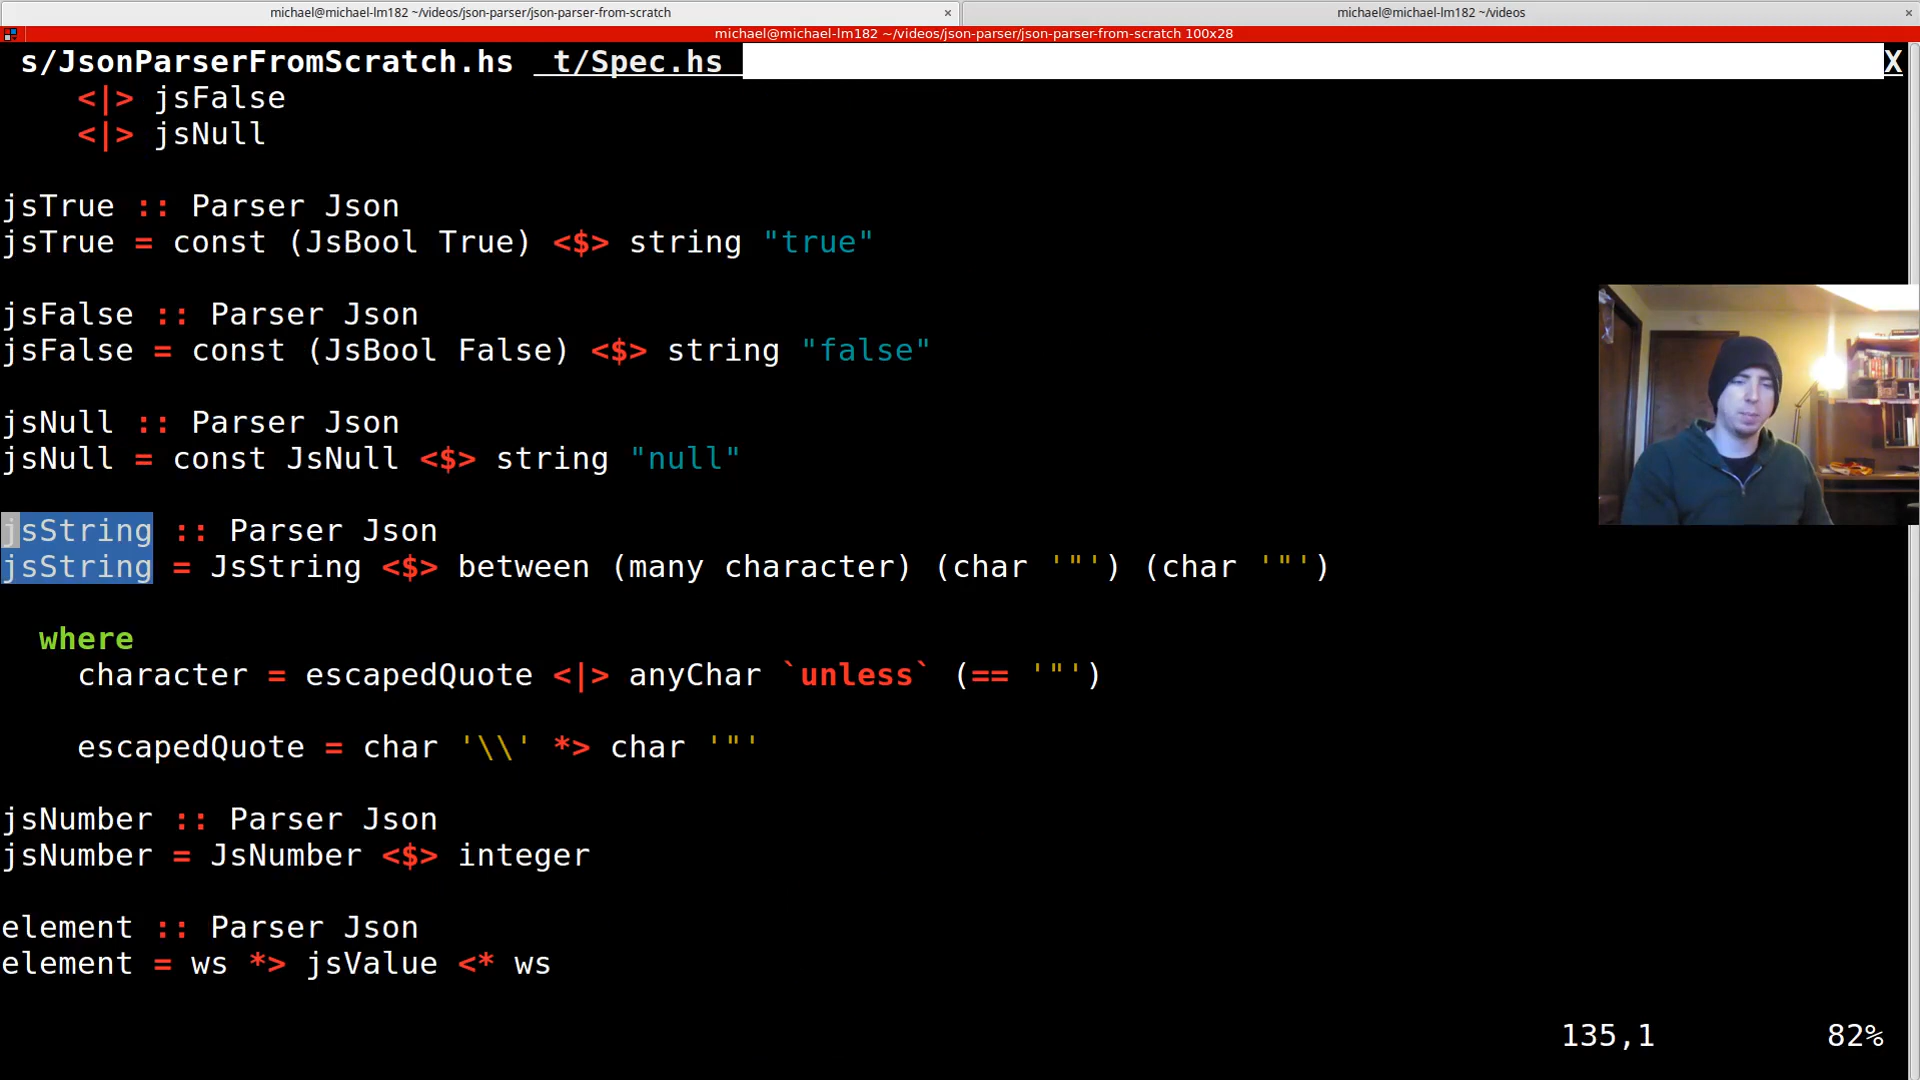 michael@michael-lm182 ~/videos/json-parser/json-parser-from-scratch × michael@michael-lm182 ~/videos ×
michael@michael-lm182 ~/videos/json-parser/json-parser-from-scratch 100x28
s/JsonParserFromScratch.hs t/Spec.hs X
<|> jsFalse
<|> jsNull
jsTrue :: Parser Json
jsTrue = const (JsBool True) <$> string "true"
jsFalse :: Parser Json
jsFalse = const (JsBool False) <$> string "false"
jsNull :: Parser Json
jsNull = const JsNull <$> string "null"
jsString :: Parser Json
jsString = JsString <$> between (many character) (char '"') (char '"')
where
character = escapedQuote <|> anyChar `unless` (== '"')
escapedQuote = char '\\' *> char '"'
jsNumber :: Parser Json
jsNumber = JsNumber <$> integer
element :: Parser Json
element = ws *> jsValue <* ws
135,1 82%